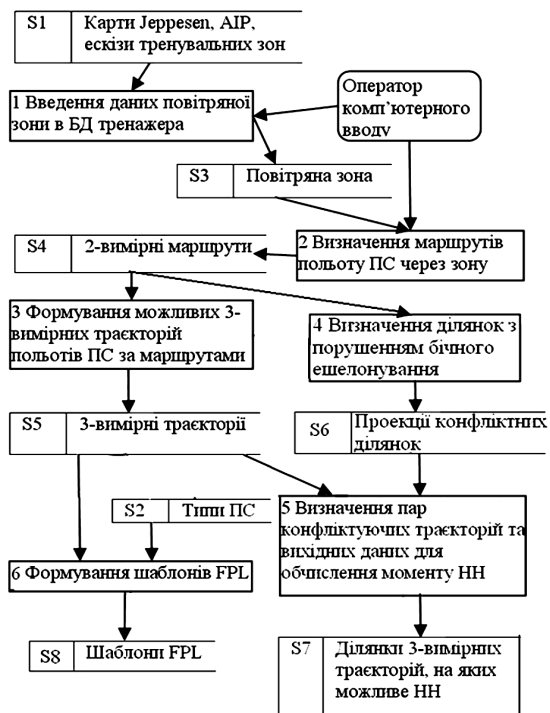 S1
Карти Jeppesen, AIP,
ескізи тренувальних зон
1 Введення даних повітряної
зони в БД тренажера
Оператор
комп’ютерного
вводу
S3
Повітряна зона
S4
2-вимірні маршрути
2 Визначення маршрутів
польоту ПС через зону
3 Формування можливих 3-
вимірних траєкторій
польотів ПС за маршрутами
4 Визначення ділянок з
порушенням бічного
ешелонування
S5
3-вимірні траєкторії
S6
Проекції конфліктних
ділянок
S2
Типи ПС
5 Визначення пар
конфліктуючих траєкторій та
вихідних даних для
обчислення моменту НН
6 Формування шаблонів FPL
S8
Шаблони FPL
S7
Ділянки 3-вимірних
траєкторій, на яких
можливе НН